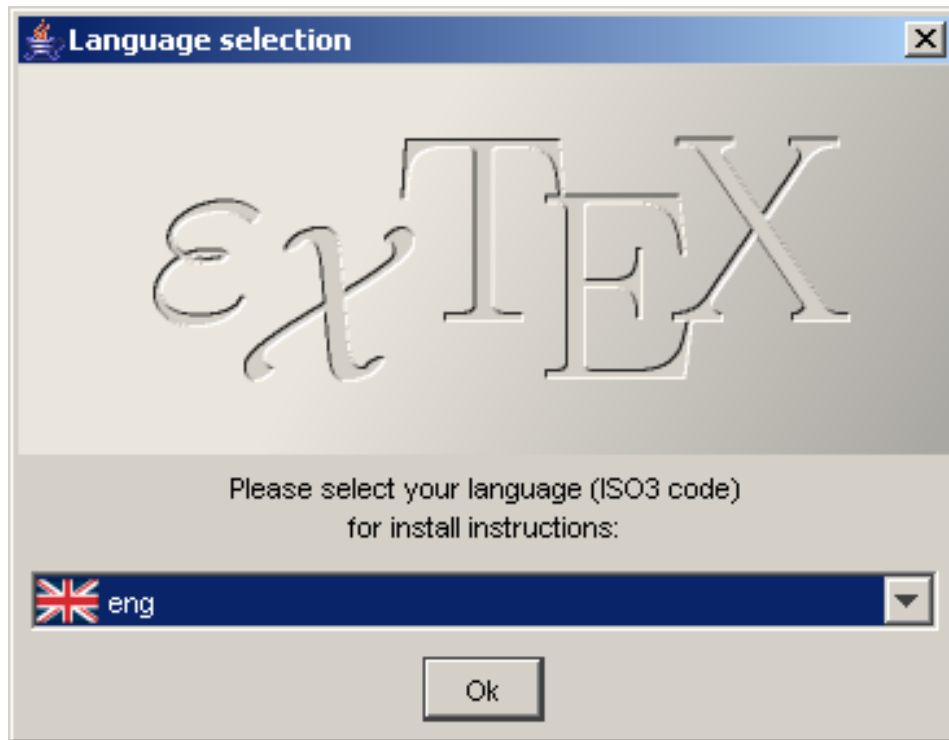 Language selection
εχTEX
Please select your language (ISO3 code)
for install instructions:
eng
Ok